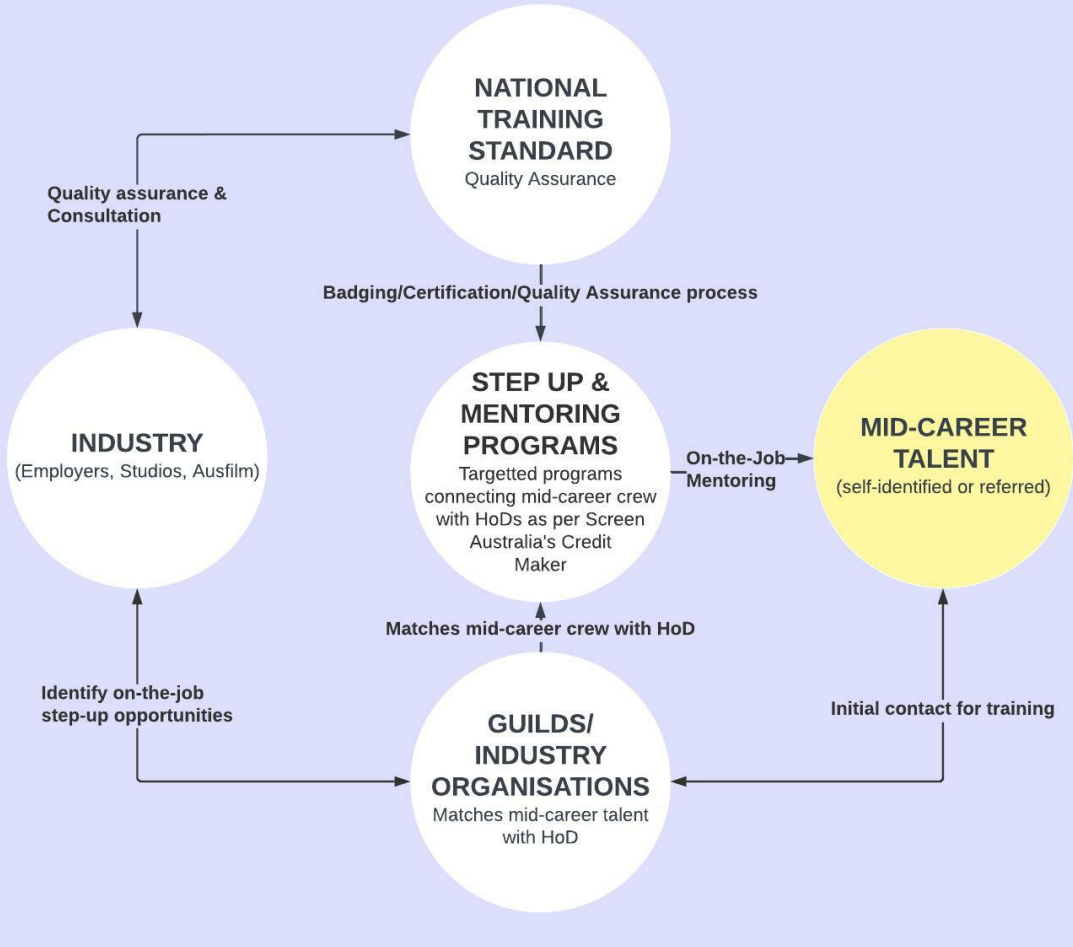 NATIONAL
TRAINING
STANDARD
Quality Assurance
Quality assurance &
Consultation
Badging/Certification/Quality Assurance process
INDUSTRY
(Employers, Studios, Ausfilm)
STEP UP &
MENTORING
PROGRAMS
Targetted programs
connecting mid-career crew
with HoDs as per Screen
Australia's Credit
Maker
On-the-Job
Mentoring
MID-CAREER
TALENT
(self-identified or referred)
Matches mid-career crew with HoD
Identify on-the-job
step-up opportunities
GUILDS/
INDUSTRY
ORGANISATIONS
Matches mid-career talent
with HoD
Initial contact for training